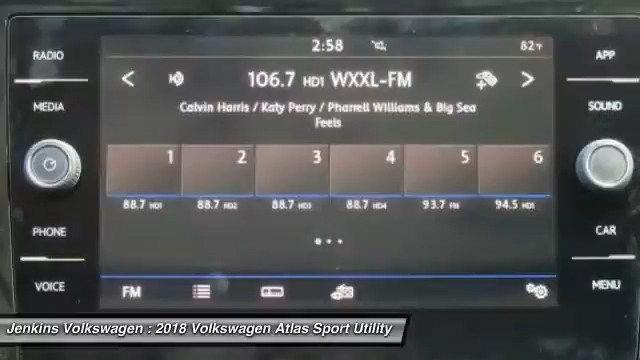 2:58
82°F
RADIO
APP
106.7 HD1 WXXL-FM
MEDIA
SOUND
Calvin Harris / Katy Perry / Pharrell Williams & Big Sea
Feels
1 2 3 4 5 6
88.7 HD1 88.7 HD2 88.7 HD3 88.7 HD4 93.7 FM 94.5 HD1
PHONE
CAR
VOICE
MENU
FM
Jenkins Volkswagen : 2018 Volkswagen Atlas Sport Utility